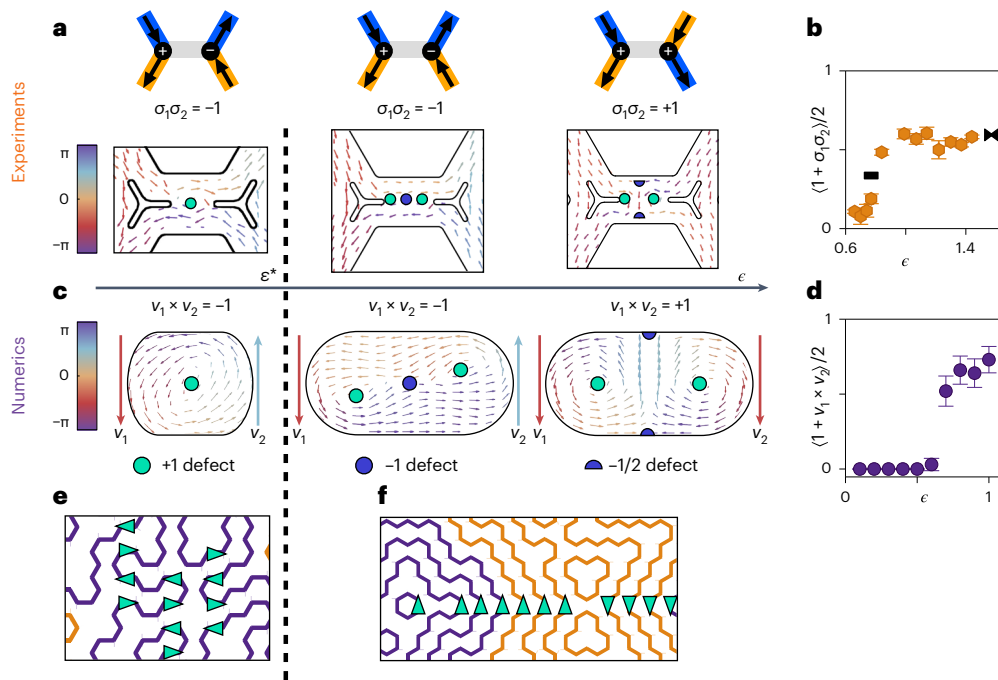 a
Experiments
+ −
+ −
+ +
σ₁σ₂ = −1
σ₁σ₂ = −1
σ₁σ₂ = +1
π
0
−π
ε*
ϵ
b
⟨1 + σ₁σ₂⟩/2
1
0
0.6
1.4
ϵ
c
Numerics
v₁ × v₂ = −1
v₁ × v₂ = −1
v₁ × v₂ = +1
π
0
−π
v₁
v₂
v₁
v₂
v₁
v₂
+1 defect
−1 defect
−1/2 defect
d
⟨1 + v₁ × v₂⟩/2
1
0
0
ϵ
1
e
f